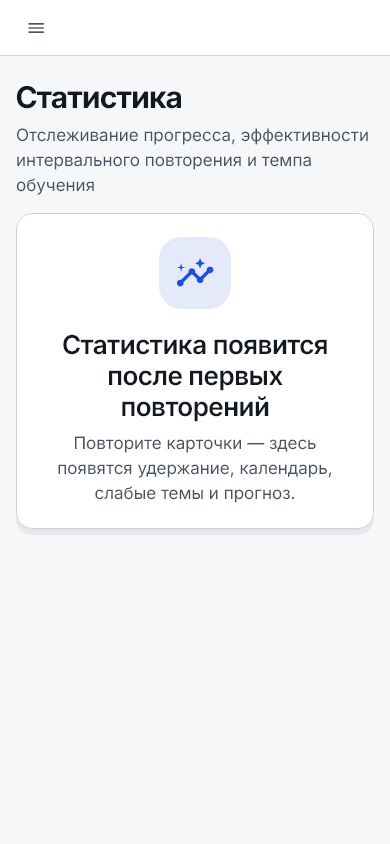 Статистика
Отслеживание прогресса, эффективности
интервального повторения и темпа
обучения
Статистика появится
после первых
повторений
Повторите карточки — здесь
появятся удержание, календарь,
слабые темы и прогноз.